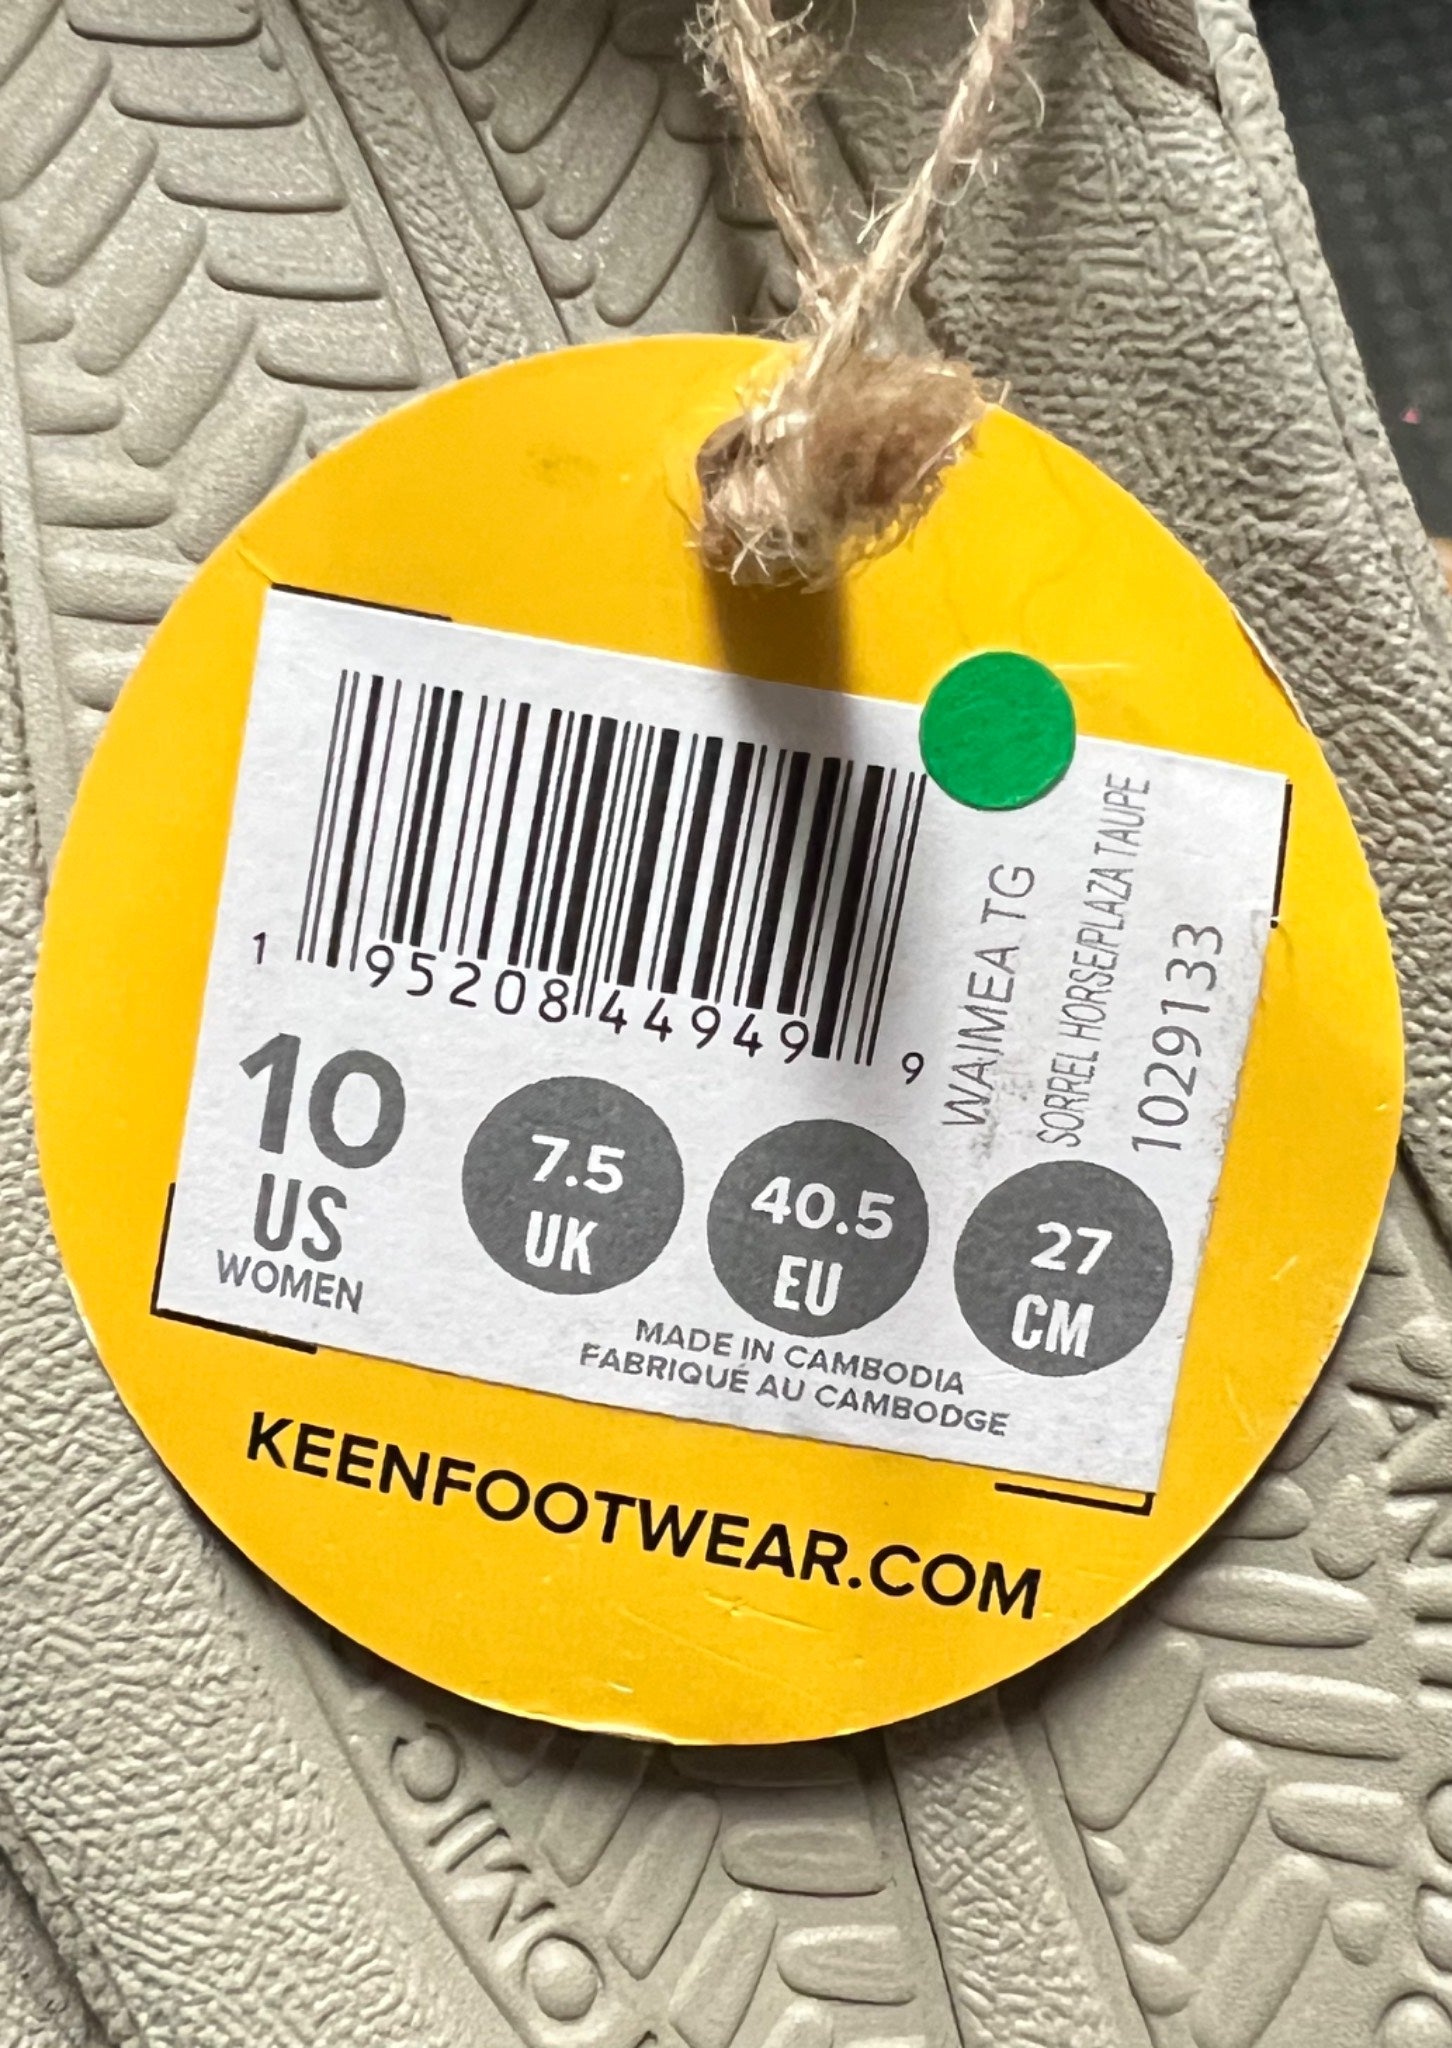 WAIMEA TG
SORREL HORSE/PLAZA TAUPE
1029133
1 95208 44949 9
10
US
WOMEN
7.5
UK
40.5
EU
27
CM
MADE IN CAMBODIA
FABRIQUÉ AU CAMBODGE
KEENFOOTWEAR.COM